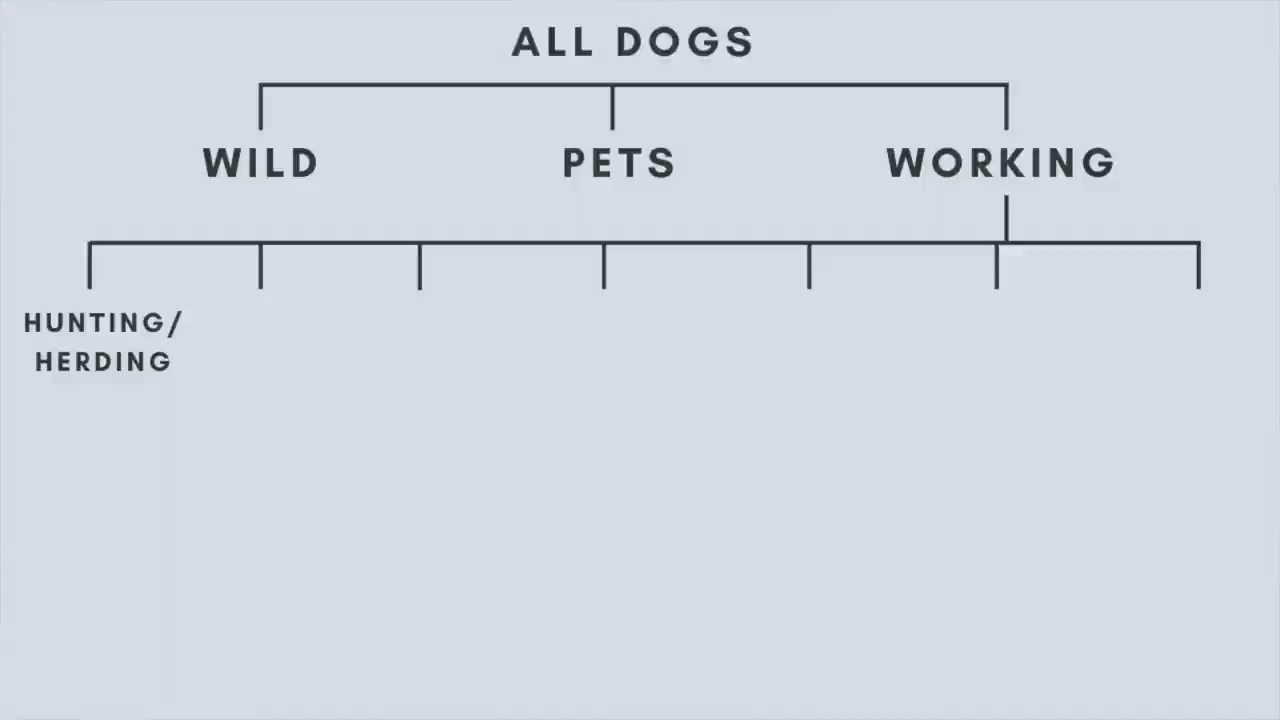 ALL DOGS
WILD
PETS
WORKING
HUNTING/
HERDING